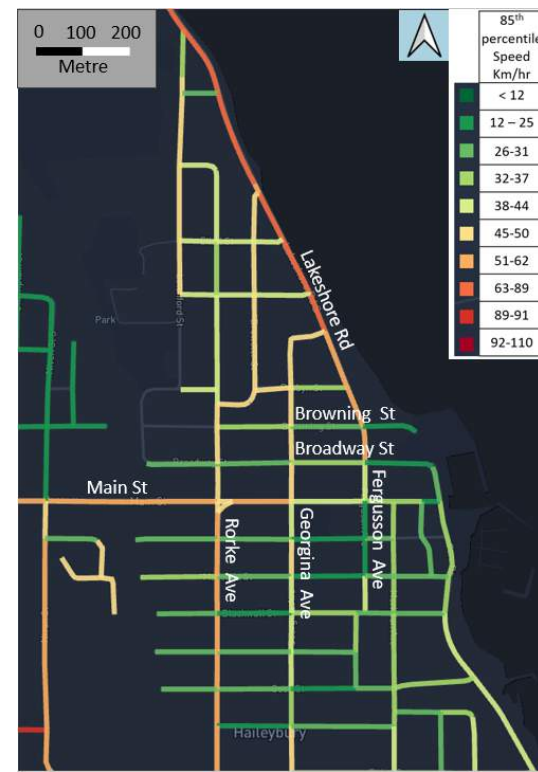 0 100 200
Metre
85th
percentile
Speed
Km/hr
< 12
12 – 25
26-31
32-37
38-44
45-50
51-62
63-89
89-91
92-110
Lakeshore Rd
Park
Browning St
Broadway St
Main St
Fergusson Ave
Rorke Ave
Georgina Ave
Haileybury